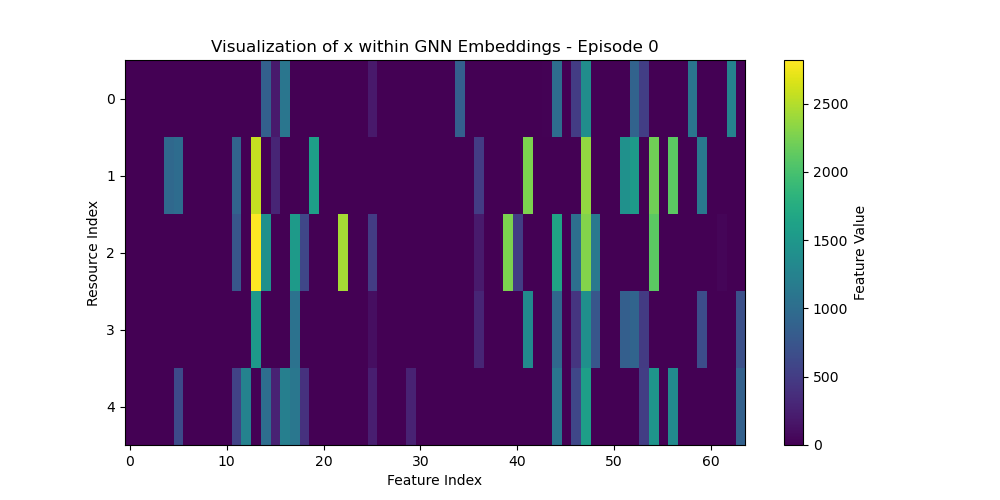 Visualization of x within GNN Embeddings - Episode 0
0
1
2
3
4
Resource Index
0 10 20 30 40 50 60
Feature Index
2500
2000
1500
1000
500
0
Feature Value